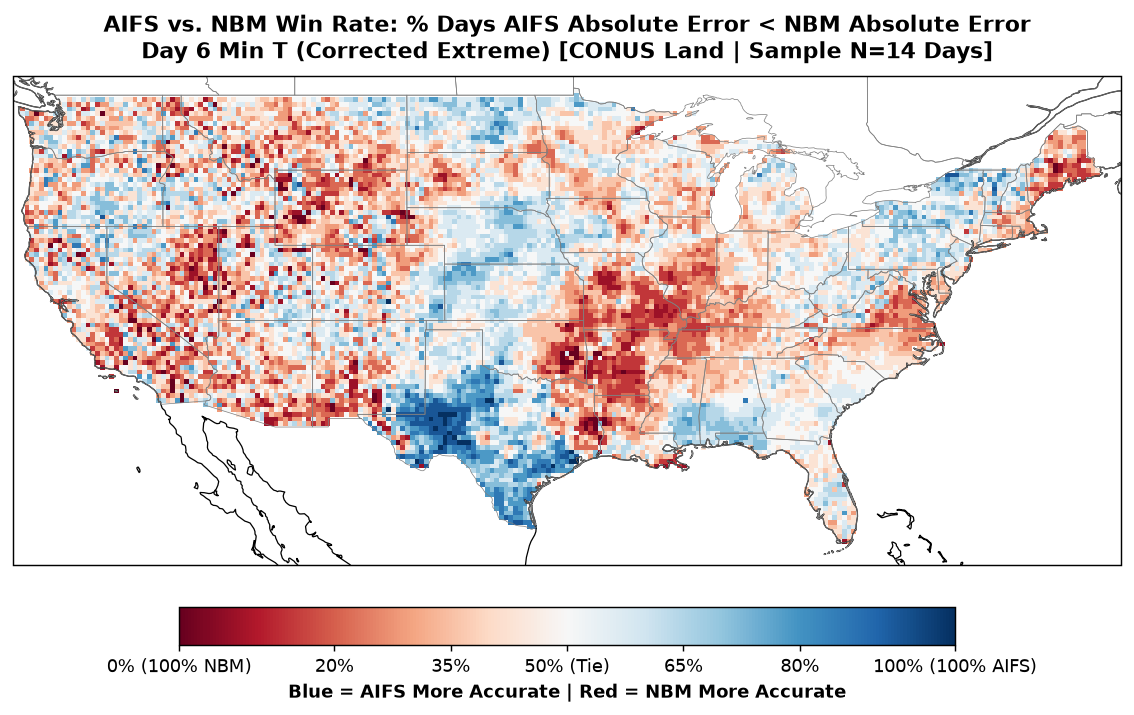 AIFS vs. NBM Win Rate: % Days AIFS Absolute Error < NBM Absolute Error
Day 6 Min T (Corrected Extreme) [CONUS Land | Sample N=14 Days]
0% (100% NBM) 20% 35% 50% (Tie) 65% 80% 100% (100% AIFS)
Blue = AIFS More Accurate | Red = NBM More Accurate